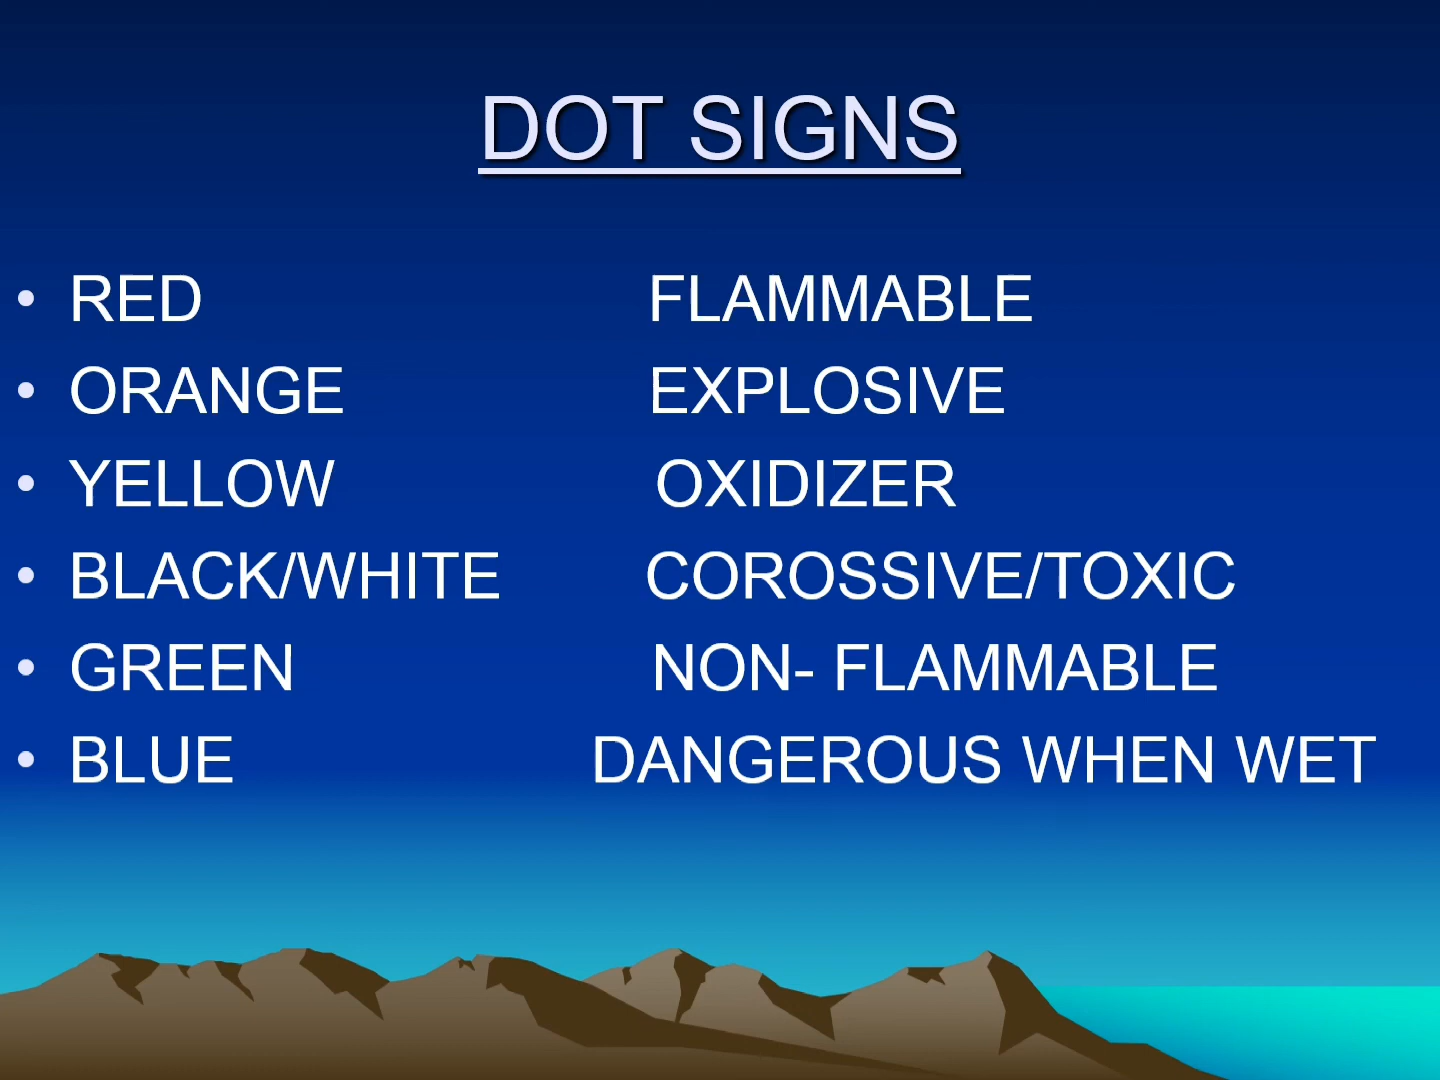 DOT SIGNS
• RED FLAMMABLE
• ORANGE EXPLOSIVE
• YELLOW OXIDIZER
• BLACK/WHITE COROSSIVE/TOXIC
• GREEN NON- FLAMMABLE
• BLUE DANGEROUS WHEN WET